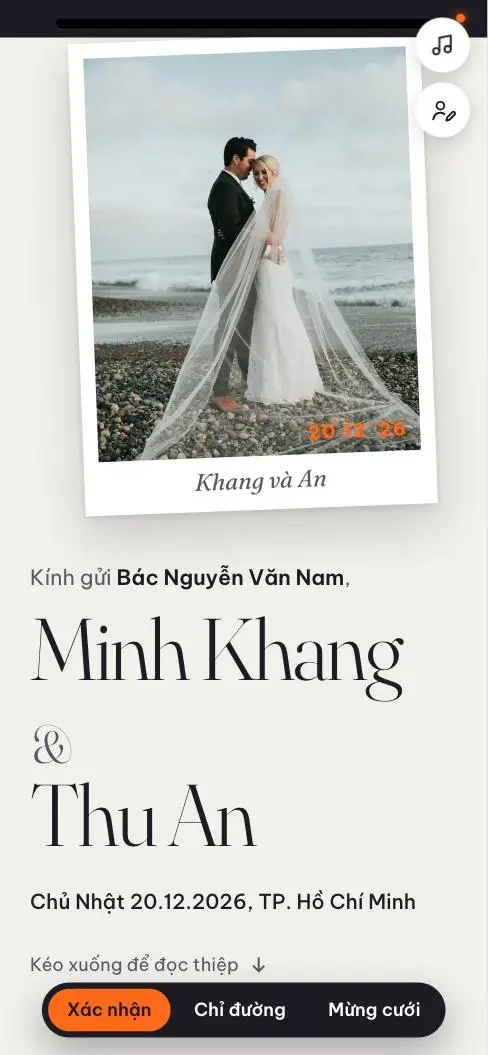 20 12 '26
Khang và An
Kính gửi Bác Nguyễn Văn Nam,
Minh Khang
&
Thu An
Chủ Nhật 20.12.2026, TP. Hồ Chí Minh
Kéo xuống để đọc thiệp ↓
Xác nhận Chỉ đường Mừng cưới